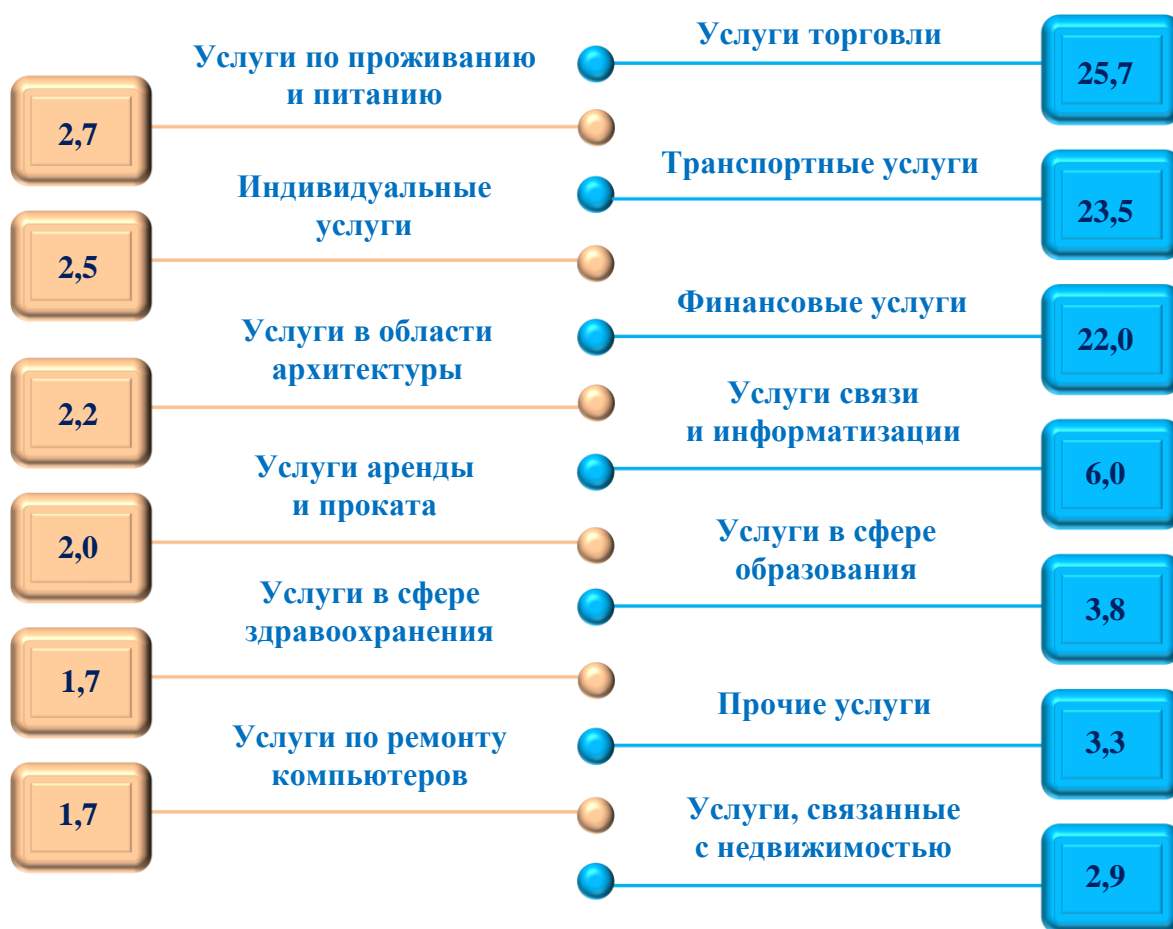 Услуги торговли
25,7
Услуги по проживанию
и питанию
2,7
Транспортные услуги
23,5
Индивидуальные
услуги
2,5
Финансовые услуги
22,0
Услуги в области
архитектуры
2,2
Услуги связи
и информатизации
6,0
Услуги аренды
и проката
2,0
Услуги в сфере
образования
3,8
Услуги в сфере
здравоохранения
1,7
Прочие услуги
3,3
Услуги по ремонту
компьютеров
1,7
Услуги, связанные
с недвижимостью
2,9